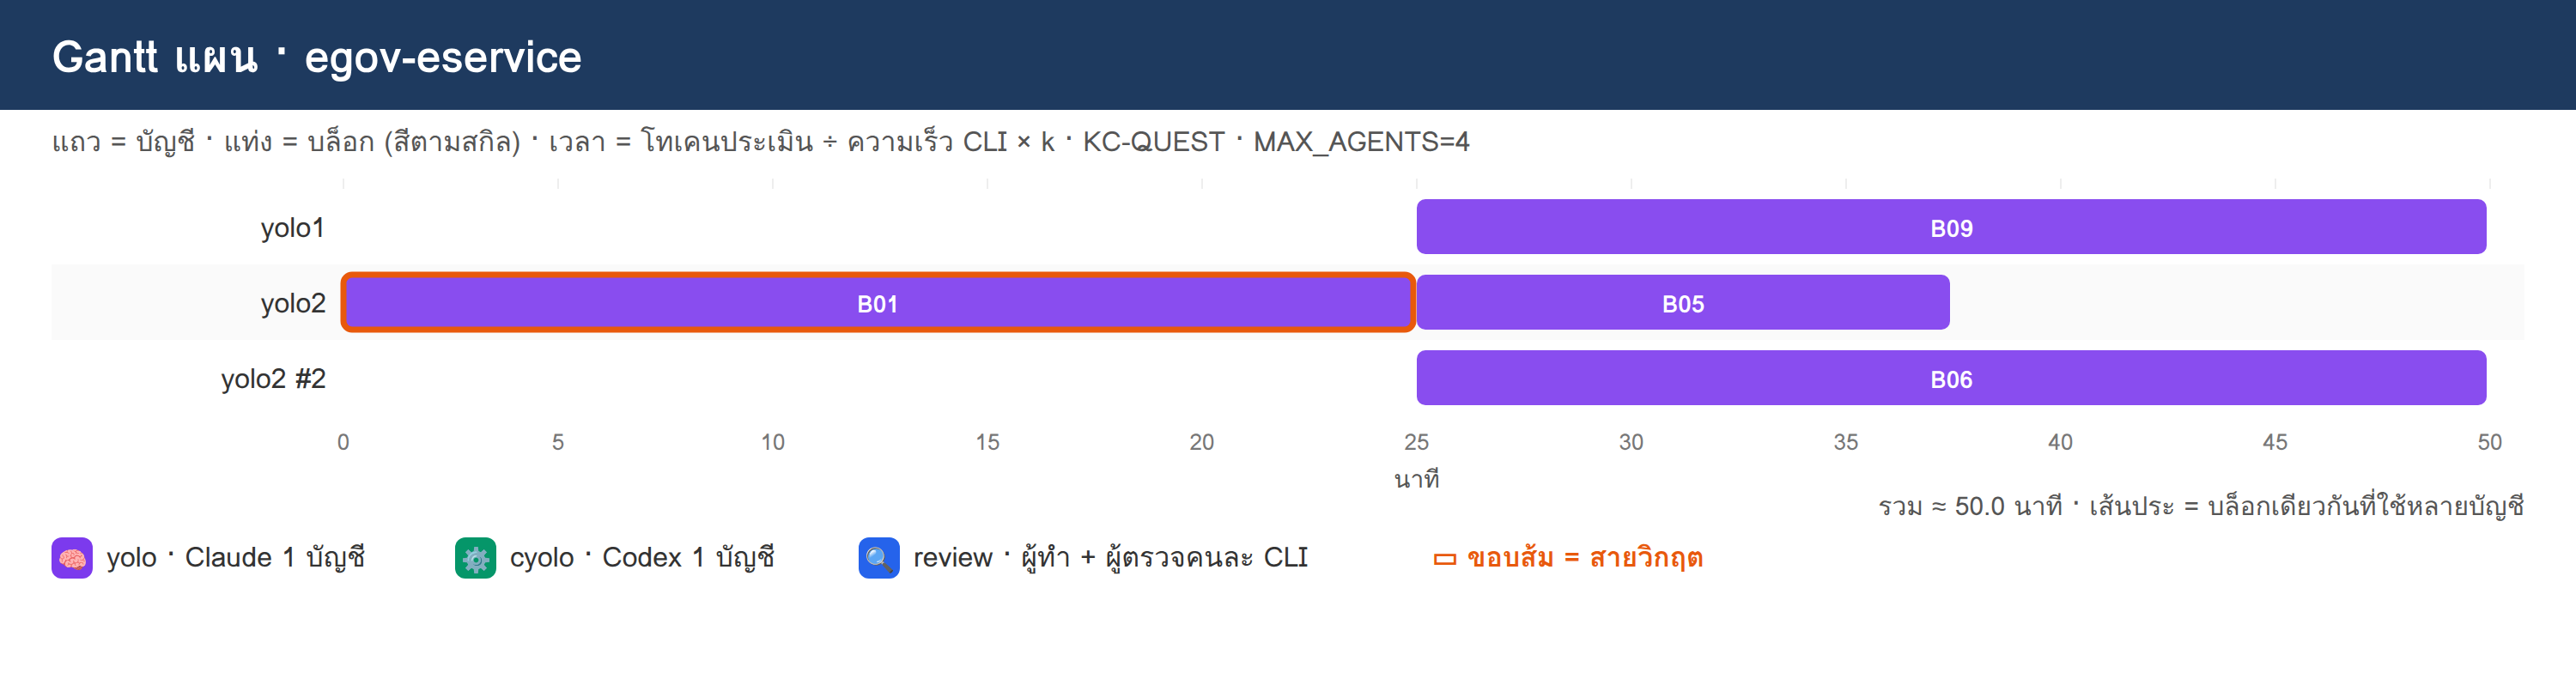 Gantt แผน · egov-eservice
แถว = บัญชี · แท่ง = บล็อก (สีตามสกิล) · เวลา = โทเคนประเมิน ÷ ความเร็ว CLI × k · KC-QUEST · MAX_AGENTS=4
yolo1
B09
yolo2
B01
B05
yolo2 #2
B06
0 5 10 15 20 25 30 35 40 45 50
นาที
รวม ≈ 50.0 นาที · เส้นประ = บล็อกเดียวกันที่ใช้หลายบัญชี
yolo · Claude 1 บัญชี
cyolo · Codex 1 บัญชี
review · ผู้ทำ + ผู้ตรวจคนละ CLI
▭ ขอบส้ม = สายวิกฤต